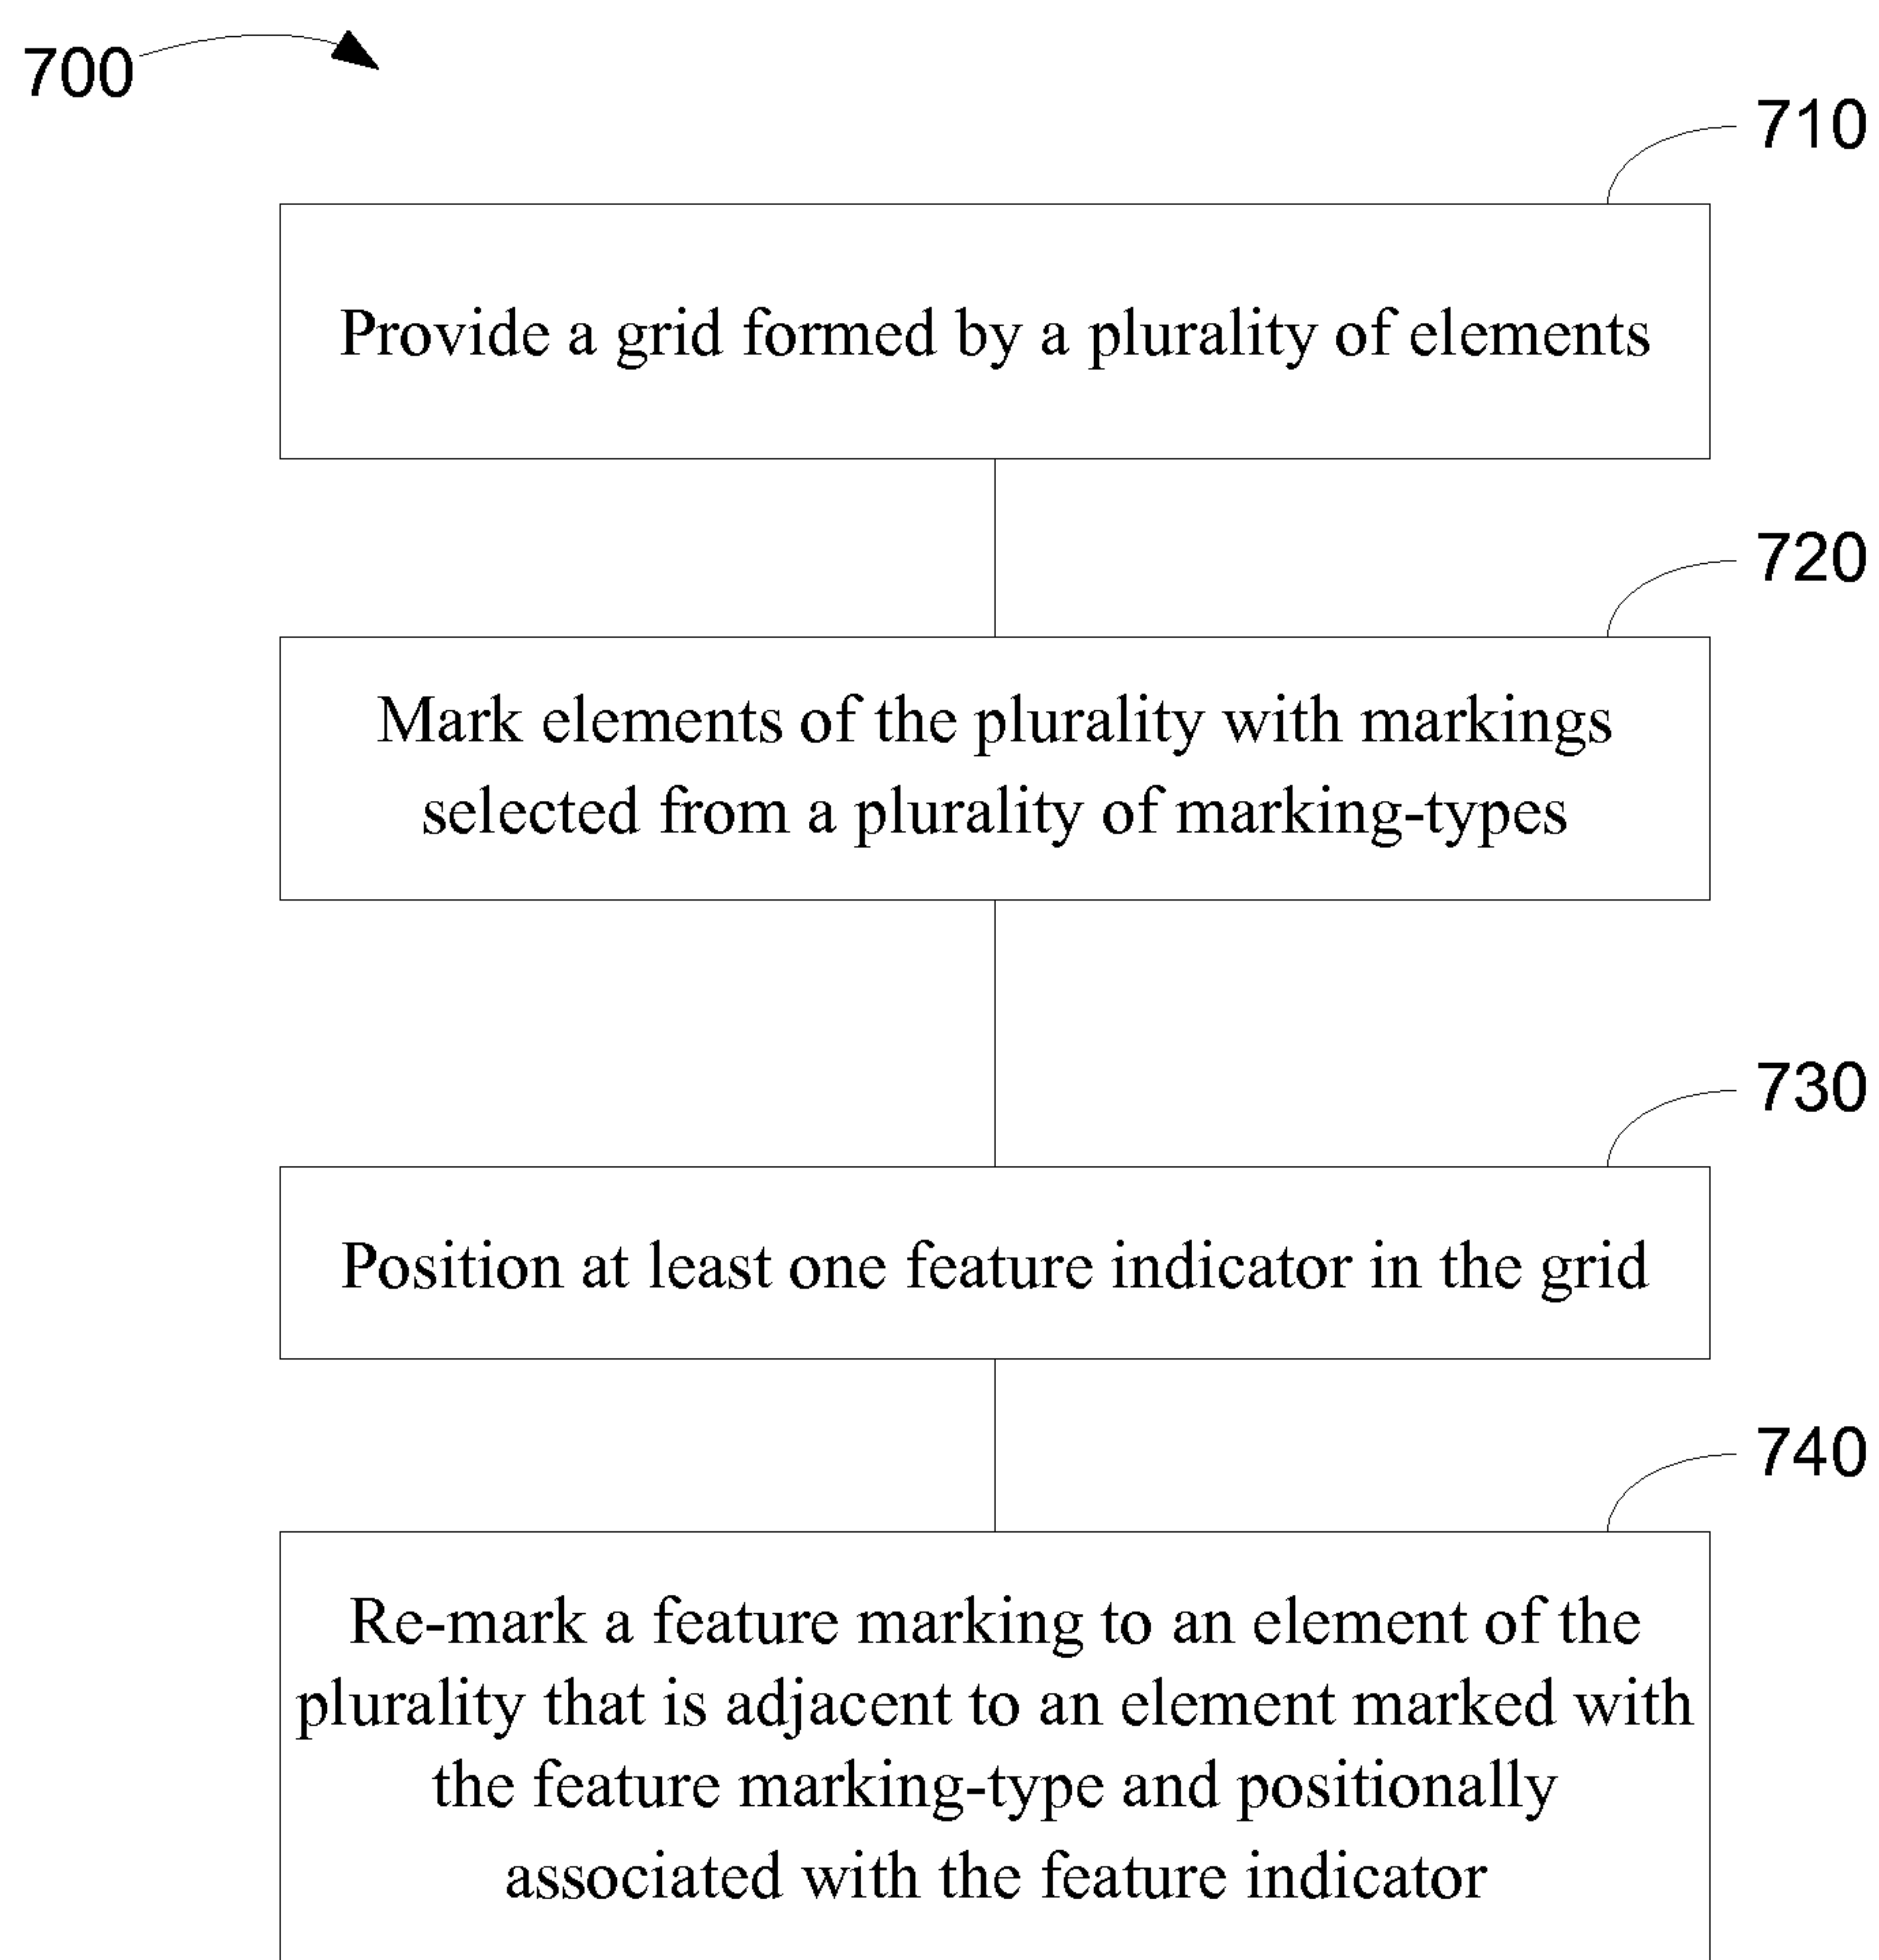 700
710
Provide a grid formed by a plurality of elements
720
Mark elements of the plurality with markings
selected from a plurality of marking-types
730
Position at least one feature indicator in the grid
740
Re-mark a feature marking to an element of the
plurality that is adjacent to an element marked with
the feature marking-type and positionally
associated with the feature indicator